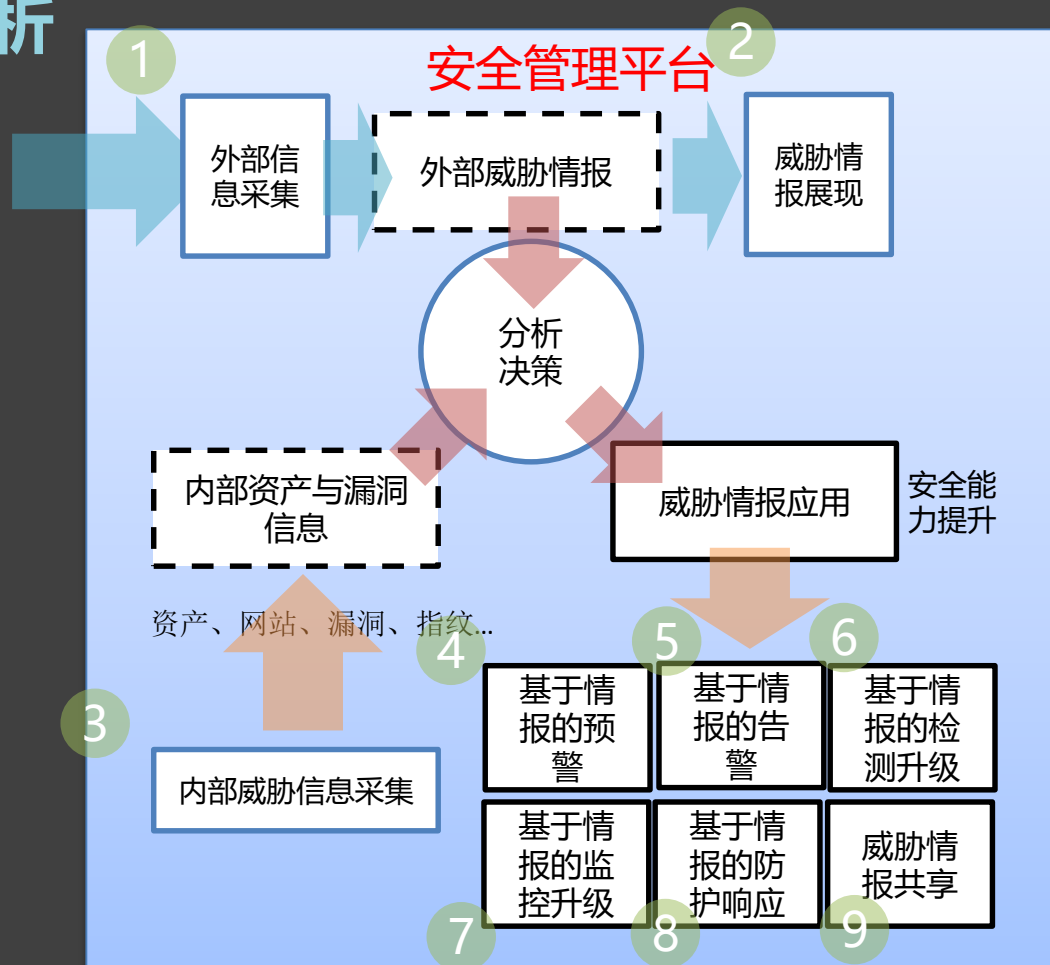 析
1
安全管理平台
2
外部信
息采集
外部威胁情报
威胁情
报展现
分析
决策
内部资产与漏洞
信息
威胁情报应用
安全能
力提升
资产、网站、漏洞、指纹...
3
内部威胁信息采集
4
基于情
报的预
警
5
基于情
报的告
警
6
基于情
报的检
测升级
基于情
报的监
控升级
7
基于情
报的防
护响应
8
威胁情
报共享
9